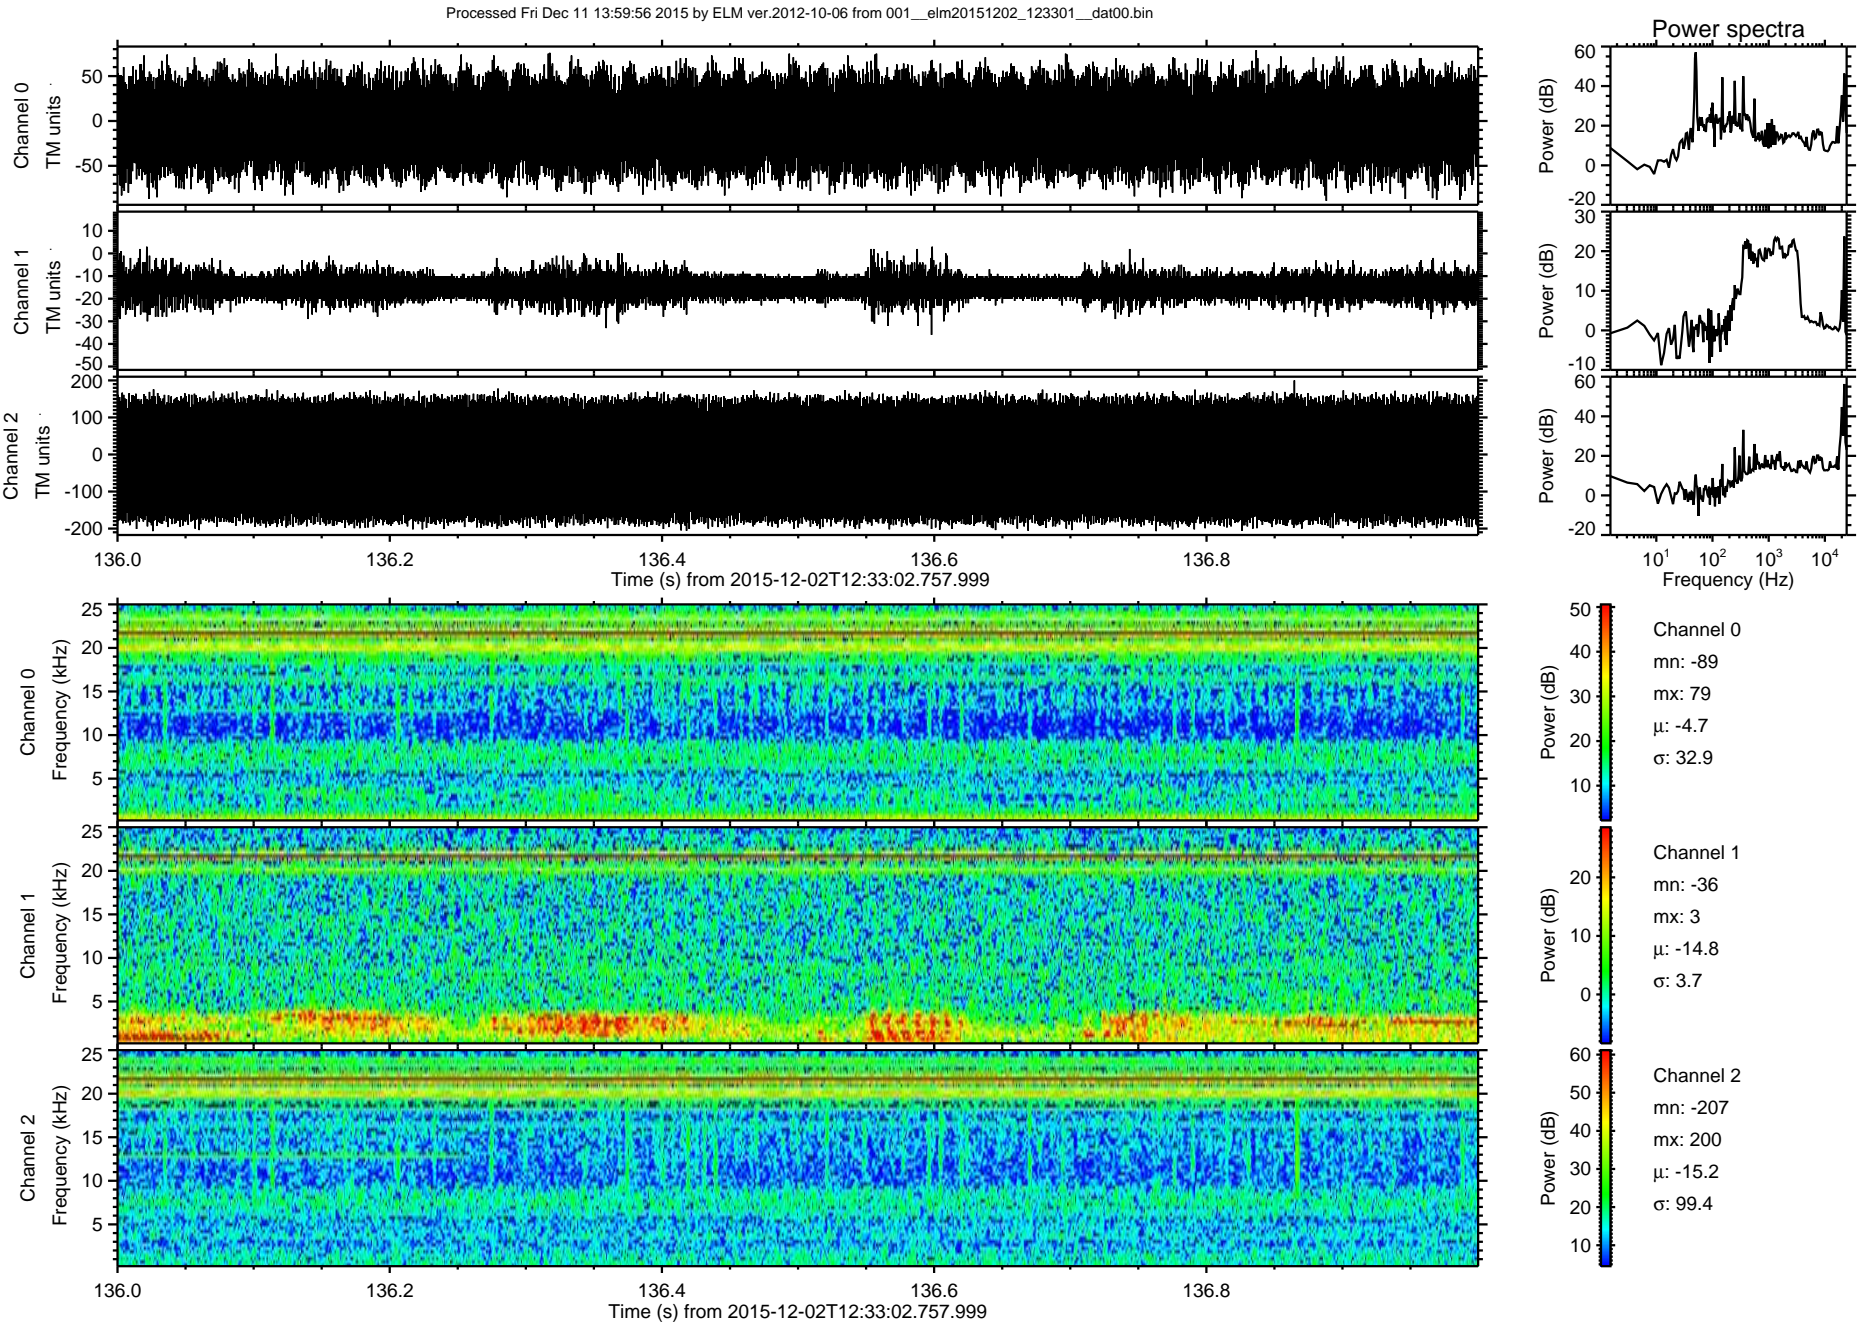 Processed Fri Dec 11 13:59:56 2015 by ELM ver.2012-10-06 from 001__elm20151202_123301__dat00.bin
Power spectra
Channel 0
TM units
50
0
-50
Power (dB)
60
40
20
0
-20
Channel 1
TM units
10
0
-10
-20
-30
-40
-50
Power (dB)
30
20
10
0
-10
Channel 2
TM units
200
100
0
-100
-200
Power (dB)
60
40
20
0
-20
136.0 136.2 136.4 136.6 136.8
Time (s) from 2015-12-02T12:33:02.757.999
10^1 10^2 10^3 10^4
Frequency (Hz)
Channel 0
Frequency (kHz)
25
20
15
10
5
Power (dB)
50
40
30
20
10
Channel 0
mn: -89
mx: 79
μ: -4.7
σ: 32.9
Channel 1
Frequency (kHz)
25
20
15
10
5
Power (dB)
20
10
0
Channel 1
mn: -36
mx: 3
μ: -14.8
σ: 3.7
Channel 2
Frequency (kHz)
25
20
15
10
5
Power (dB)
60
50
40
30
20
10
Channel 2
mn: -207
mx: 200
μ: -15.2
σ: 99.4
136.0 136.2 136.4 136.6 136.8
Time (s) from 2015-12-02T12:33:02.757.999